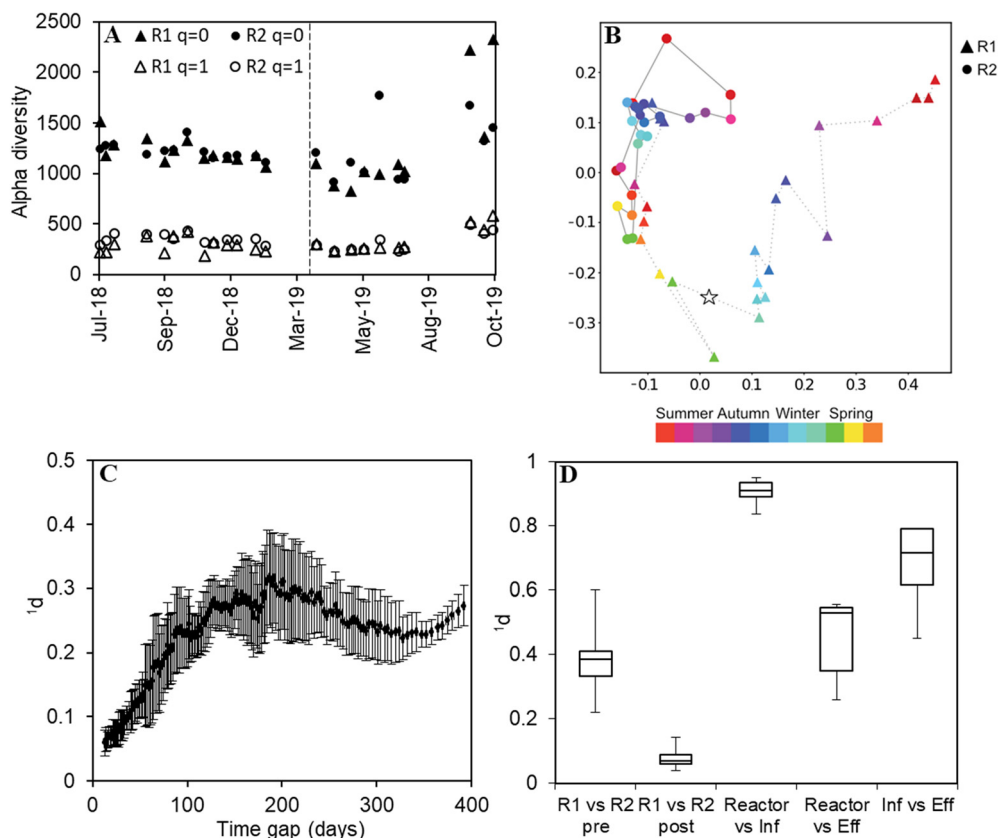 A
▲ R1 q=0 ● R2 q=0
△ R1 q=1 ○ R2 q=1
Alpha diversity
2500
2000
1500
1000
500
0
Jul-18
Sep-18
Dec-18
Mar-19
May-19
Aug-19
Oct-19
B
▲ R1
● R2
0.2
0.1
0.0
-0.1
-0.2
-0.3
-0.1 0.0 0.1 0.2 0.3 0.4
Summer Autumn Winter Spring
C
¹d
0.5
0.4
0.3
0.2
0.1
0
0 100 200 300 400
Time gap (days)
D
¹d
1
0.8
0.6
0.4
0.2
0
R1 vs R2 pre
R1 vs R2 post
Reactor vs Inf
Reactor vs Eff
Inf vs Eff